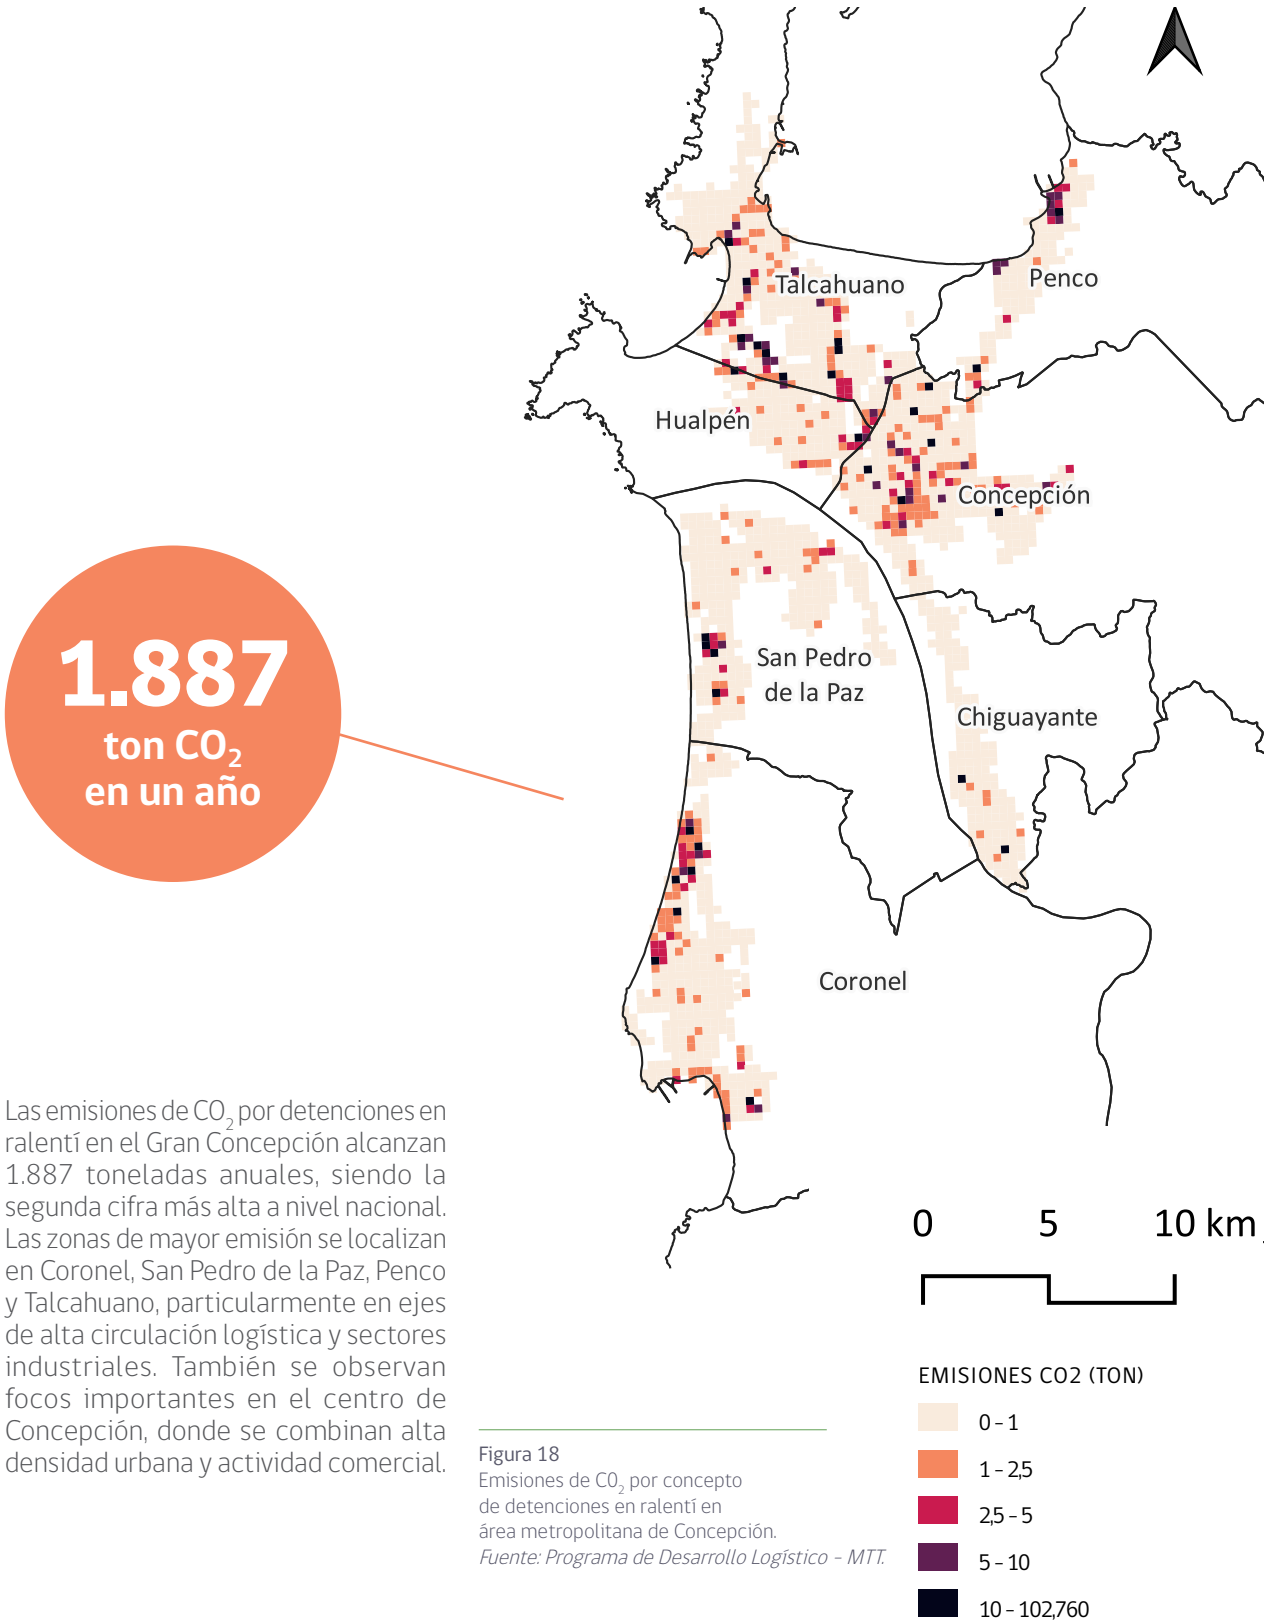 Talcahuano
Penco
Hualpén
Concepción
San Pedro
de la Paz
Chiguayante
Coronel
1.887
ton CO₂
en un año
Las emisiones de CO₂ por detenciones en
ralentí en el Gran Concepción alcanzan
1.887 toneladas anuales, siendo la
segunda cifra más alta a nivel nacional.
Las zonas de mayor emisión se localizan
en Coronel, San Pedro de la Paz, Penco
y Talcahuano, particularmente en ejes
de alta circulación logística y sectores
industriales. También se observan
focos importantes en el centro de
Concepción, donde se combinan alta
densidad urbana y actividad comercial.
Figura 18
Emisiones de C0₂ por concepto
de detenciones en ralentí en
área metropolitana de Concepción.
Fuente: Programa de Desarrollo Logístico – MTT.
0 5 10 km
EMISIONES CO2 (TON)
0 – 1
1 – 2,5
2,5 – 5
5 – 10
10 – 102,760